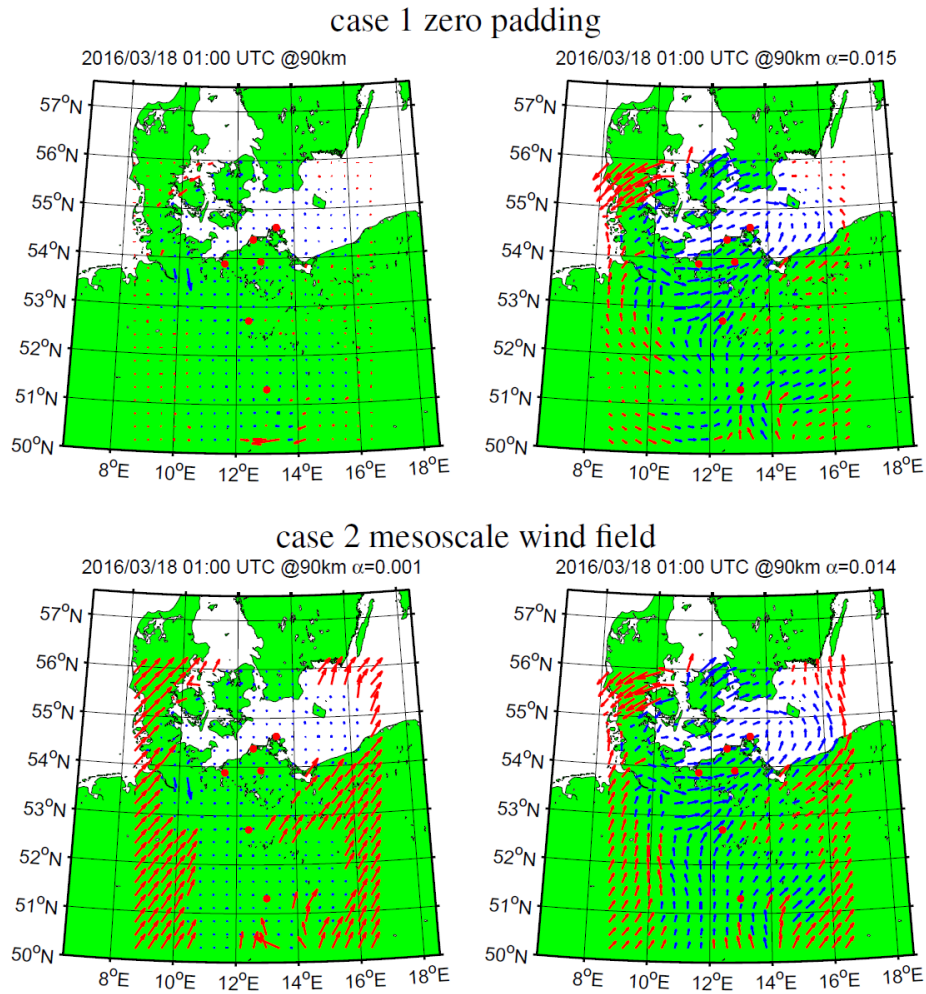 case 1 zero padding
2016/03/18 01:00 UTC @90km
2016/03/18 01:00 UTC @90km α=0.015
57°N
56°N
55°N
54°N
53°N
52°N
51°N
50°N
8°E 10°E 12°E 14°E 16°E 18°E
57°N
56°N
55°N
54°N
53°N
52°N
51°N
50°N
8°E 10°E 12°E 14°E 16°E 18°E
case 2 mesoscale wind field
2016/03/18 01:00 UTC @90km α=0.001
2016/03/18 01:00 UTC @90km α=0.014
57°N
56°N
55°N
54°N
53°N
52°N
51°N
50°N
8°E 10°E 12°E 14°E 16°E 18°E
57°N
56°N
55°N
54°N
53°N
52°N
51°N
50°N
8°E 10°E 12°E 14°E 16°E 18°E